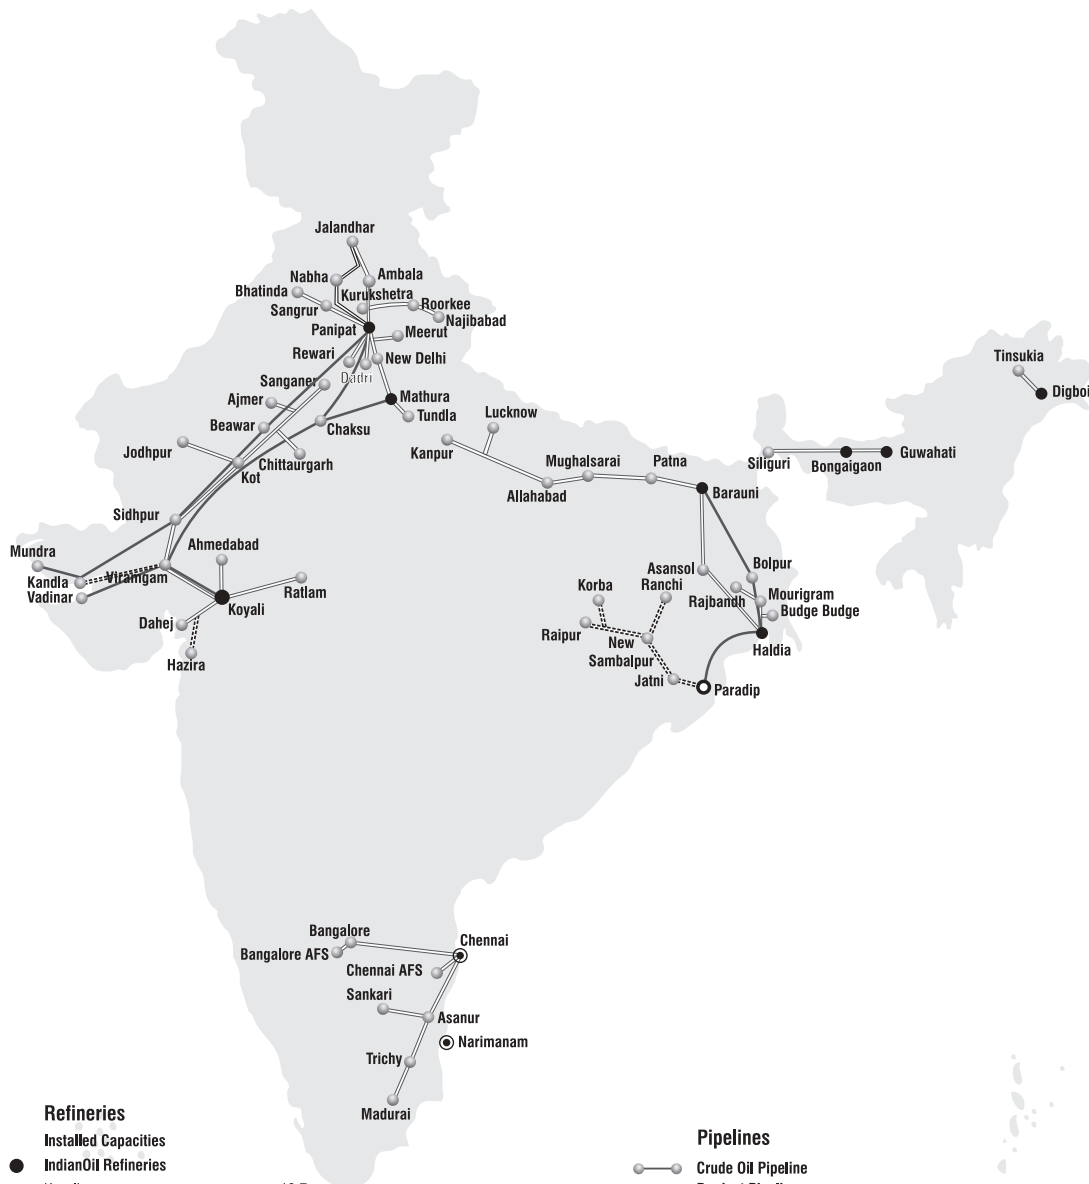 Jalandhar
Nabha
Ambala
Bhatinda
Kurukshetra
Roorkee
Sangrur
Najibabad
Panipat
Meerut
Rewari
New Delhi
Dadri
Sanganer
Ajmer
Mathura
Tundla
Beawar
Chaksu
Jodhpur
Kot
Chittaurgarh
Lucknow
Kanpur
Mughalsarai
Patna
Allahabad
Barauni
Tinsukia
Digboi
Siliguri
Bongaigaon
Guwahati
Sidhpur
Mundra
Ahmedabad
Kandla
Viramgam
Vadinar
Ratlam
Koyali
Dahej
Hazira
Asansol
Bolpur
Ranchi
Korba
Rajbandh
Mourigram
Budge Budge
Raipur
New
Sambalpur
Haldia
Jatni
Paradip
Bangalore
Chennai
Bangalore AFS
Chennai AFS
Sankari
Asanur
Narimanam
Trichy
Madurai
Refineries
Installed Capacities
IndianOil Refineries
Pipelines
Crude Oil Pipeline